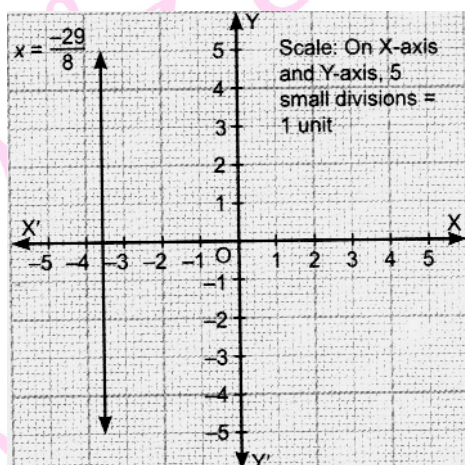 Y
x = -29/8
Scale: On X-axis
and Y-axis, 5
small divisions =
1 unit
5
4
3
2
1
X' X
-5 -4 -3 -2 -1 O 1 2 3 4 5
-1
-2
-3
-4
-5
Y'